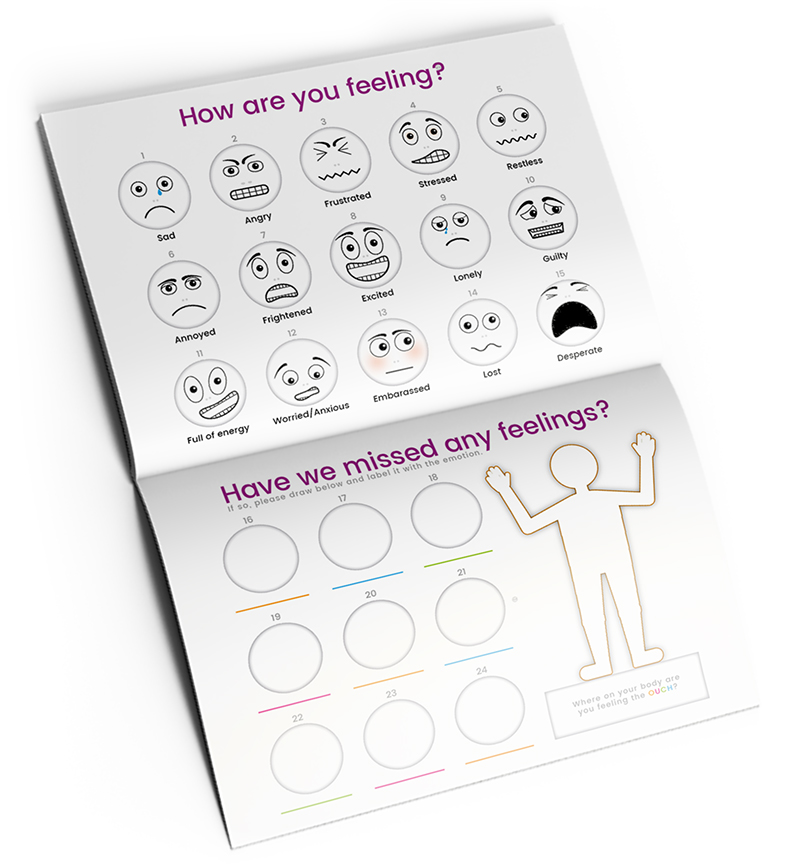 How are you feeling?
1 2 3 4 5
Sad Angry Frustrated Stressed Restless
6 7 8 9 10
Annoyed Frightened Excited Lonely Guilty
11 12 13 14 15
Full of energy Worried/Anxious Embarassed Lost Desperate
Have we missed any feelings?
If so, please draw below and label it with the emotion.
16 17 18
19 20 21
22 23 24
Where on your body are
you feeling the OUCH?